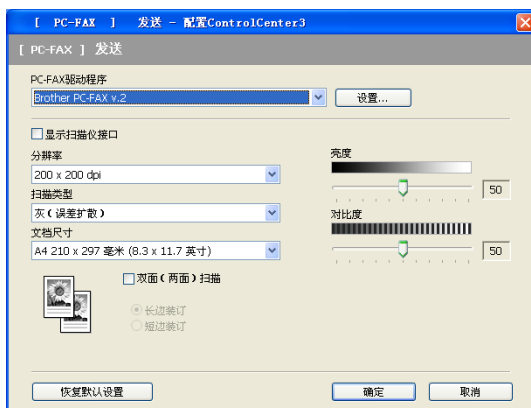 [ PC-FAX ] 发送 - 配置ControlCenter3
[ PC-FAX ] 发送
PC-FAX驱动程序
Brother PC-FAX v.2
设置...
显示扫描仪接口
分辨率
200 x 200 dpi
扫描类型
灰(误差扩散)
文档尺寸
A4 210 x 297 毫米 (8.3 x 11.7 英寸)
双面(两面)扫描
长边装订
短边装订
亮度
50
对比度
50
恢复默认设置
确定
取消